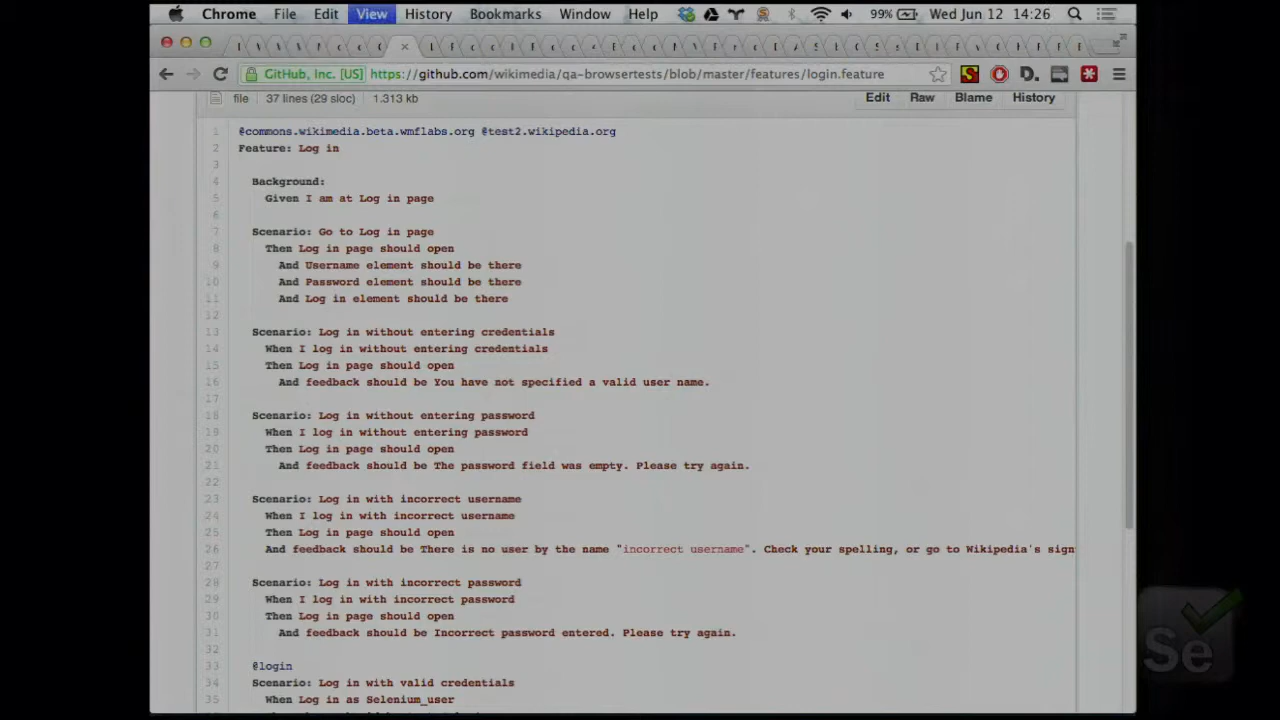 Chrome File Edit View History Bookmarks Window Help 99% Wed Jun 12 14:26
GitHub, Inc. [US] https://github.com/wikimedia/qa-browsertests/blob/master/features/login.feature
file 37 lines (29 sloc) 1.313 kb Edit Raw Blame History
1 @commons.wikimedia.beta.wmflabs.org @test2.wikipedia.org
2 Feature: Log in
3
4 Background:
5 Given I am at Log in page
6
7 Scenario: Go to Log in page
8 Then Log in page should open
9 And Username element should be there
10 And Password element should be there
11 And Log in element should be there
12
13 Scenario: Log in without entering credentials
14 When I log in without entering credentials
15 Then Log in page should open
16 And feedback should be You have not specified a valid user name.
17
18 Scenario: Log in without entering password
19 When I log in without entering password
20 Then Log in page should open
21 And feedback should be The password field was empty. Please try again.
22
23 Scenario: Log in with incorrect username
24 When I log in with incorrect username
25 Then Log in page should open
26 And feedback should be There is no user by the name "incorrect username". Check your spelling, or go to Wikipedia's sign
27
28 Scenario: Log in with incorrect password
29 When I log in with incorrect password
30 Then Log in page should open
31 And feedback should be Incorrect password entered. Please try again.
32
33 @login
34 Scenario: Log in with valid credentials
35 When Log in as Selenium_user
Se